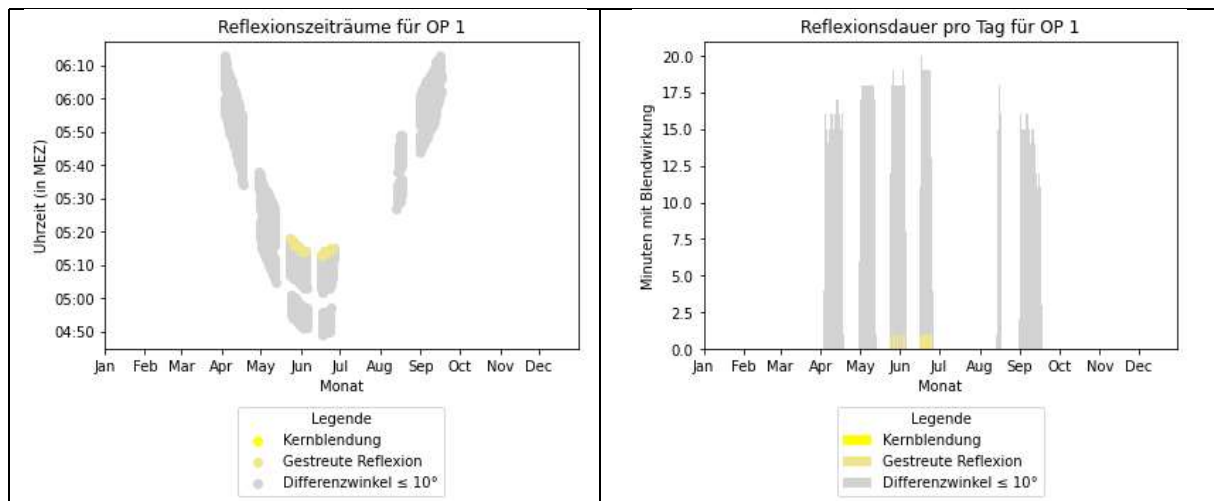 Reflexionszeiträume für OP 1
Uhrzeit (in MEZ)
06:10
06:00
05:50
05:40
05:30
05:20
05:10
05:00
04:50
Jan Feb Mar Apr May Jun Jul Aug Sep Oct Nov Dec
Monat
Legende
Kernblendung
Gestreute Reflexion
Differenzwinkel ≤ 10°
Reflexionsdauer pro Tag für OP 1
Minuten mit Blendwirkung
20.0
17.5
15.0
12.5
10.0
7.5
5.0
2.5
0.0
Jan Feb Mar Apr May Jun Jul Aug Sep Oct Nov Dec
Monat
Legende
Kernblendung
Gestreute Reflexion
Differenzwinkel ≤ 10°